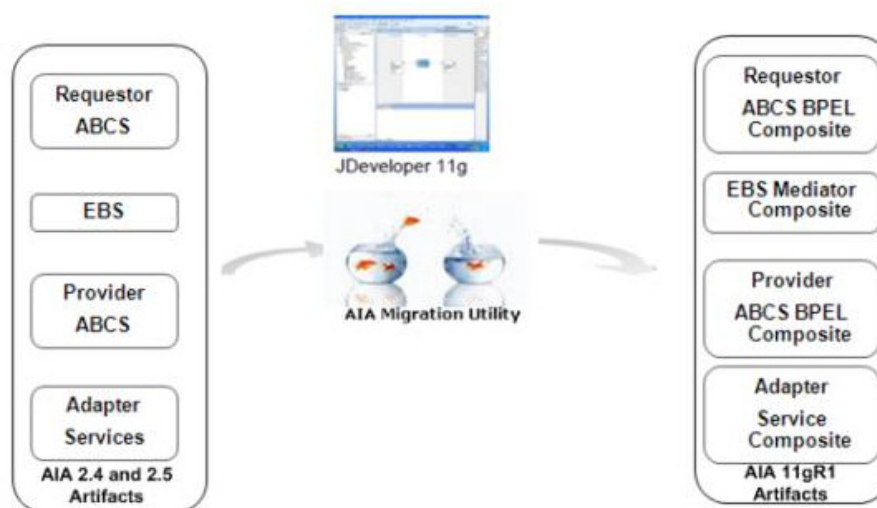 Requestor
ABCS
EBS
Provider
ABCS
Adapter
Services
AIA 2.4 and 2.5
Artifacts
JDeveloper 11g
AIA Migration Utility
Requestor
ABCS BPEL
Composite
EBS Mediator
Composite
Provider
ABCS BPEL
Composite
Adapter
Service
Composite
AIA 11gR1
Artifacts